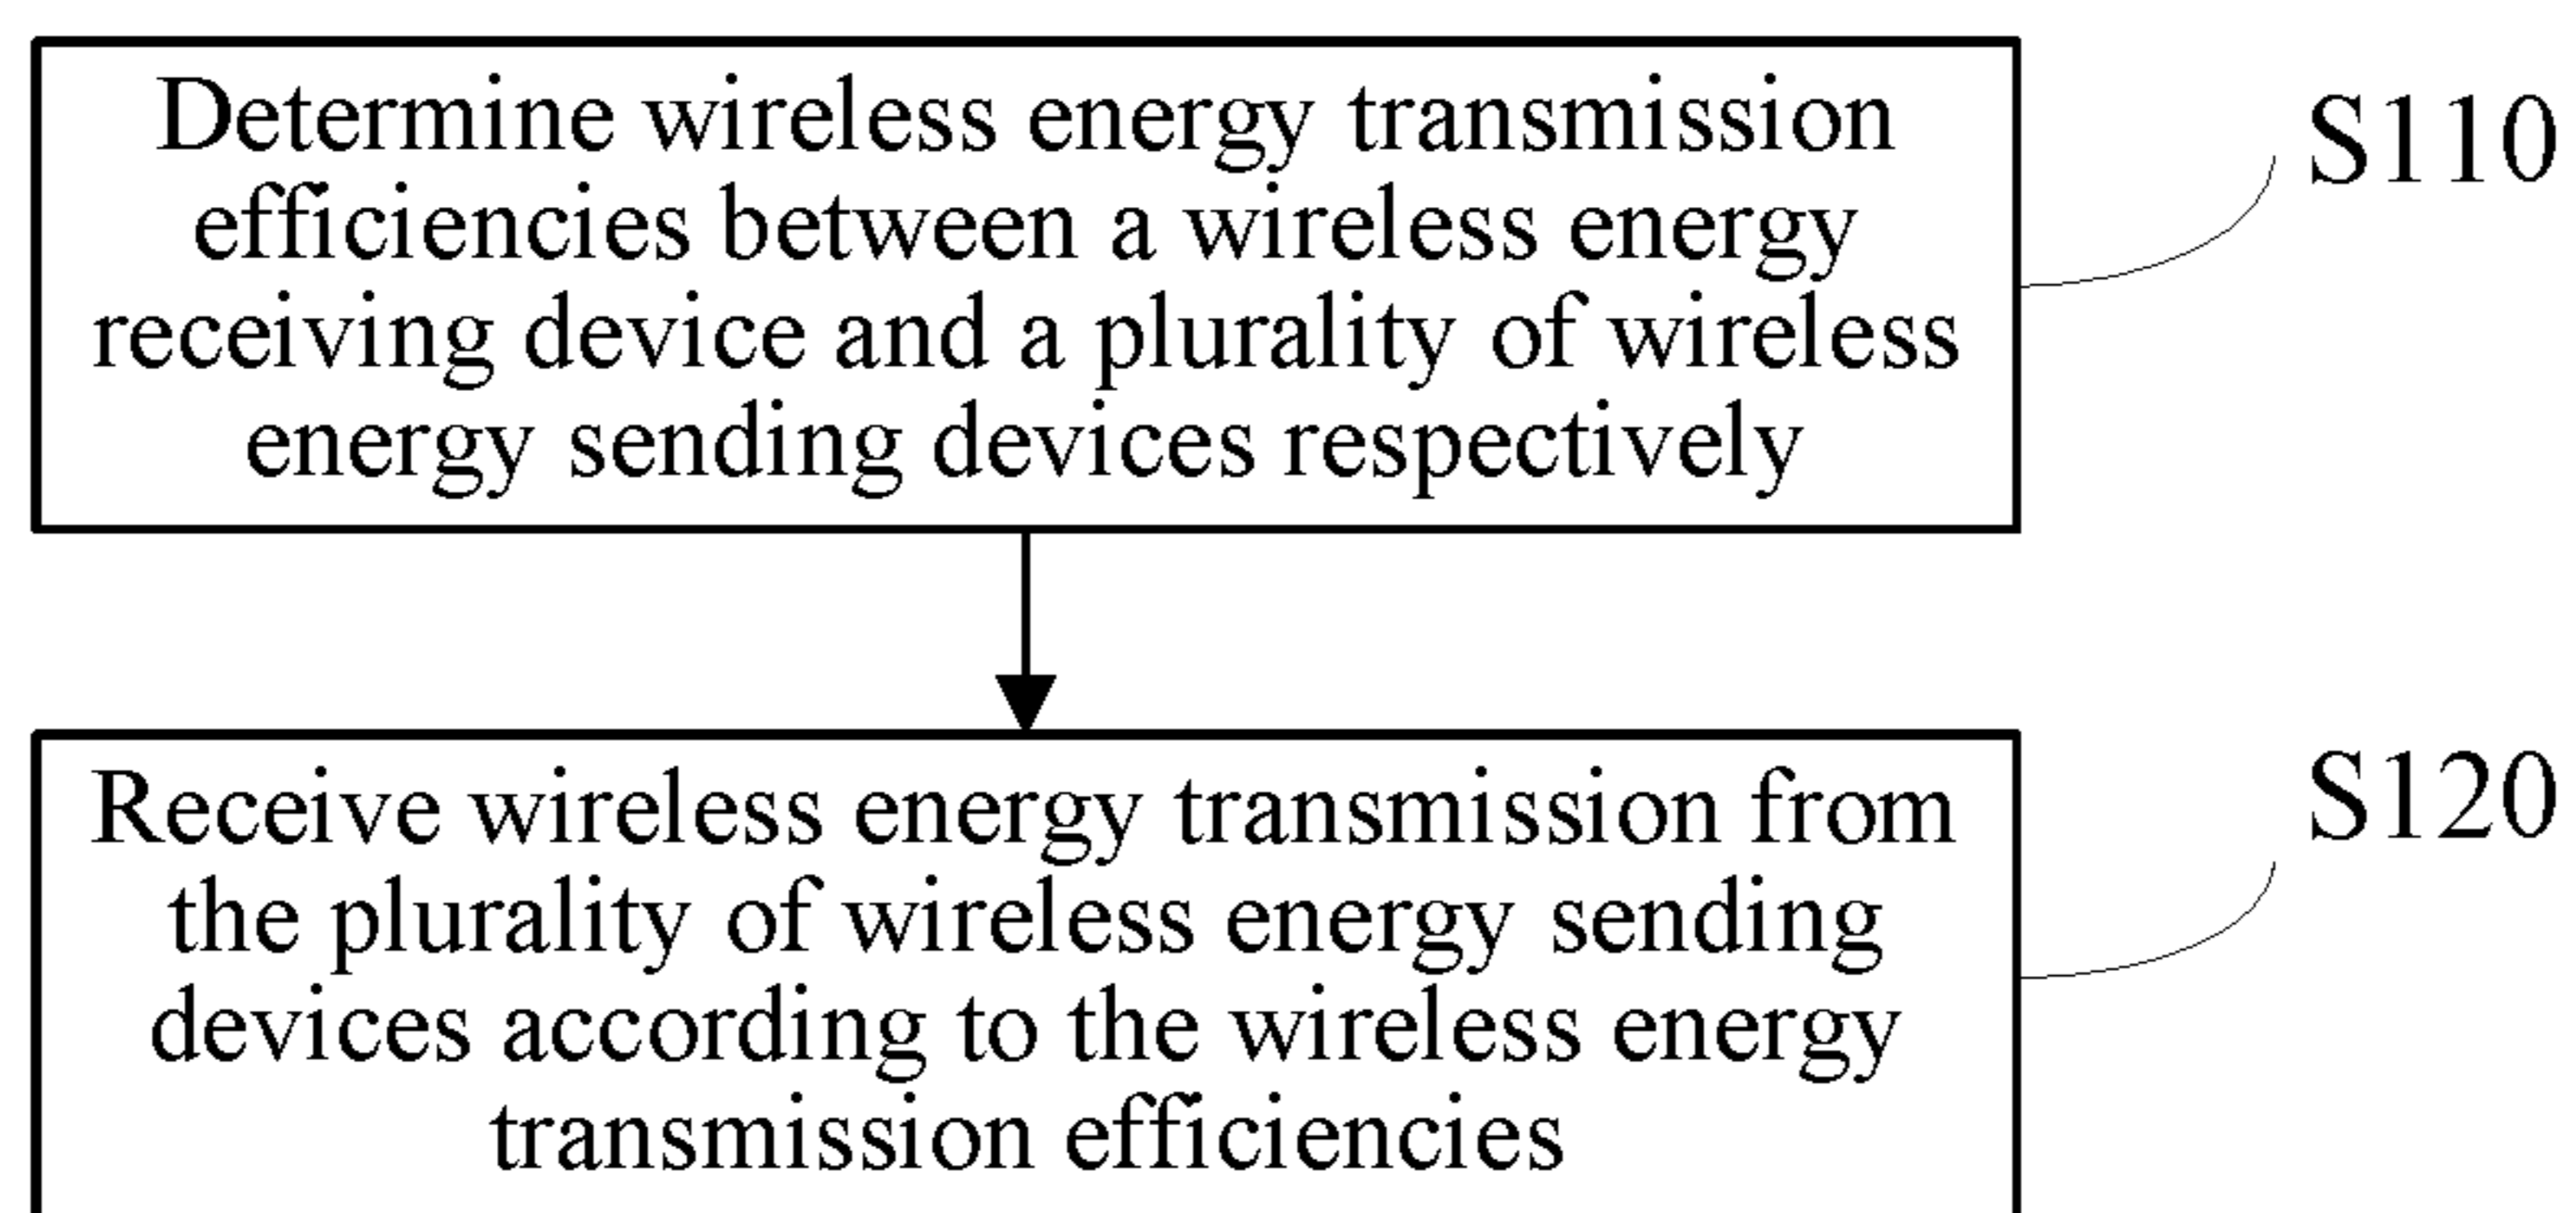 Determine wireless energy transmission
efficiencies between a wireless energy
receiving device and a plurality of wireless
energy sending devices respectively
S110
Receive wireless energy transmission from
the plurality of wireless energy sending
devices according to the wireless energy
transmission efficiencies
S120